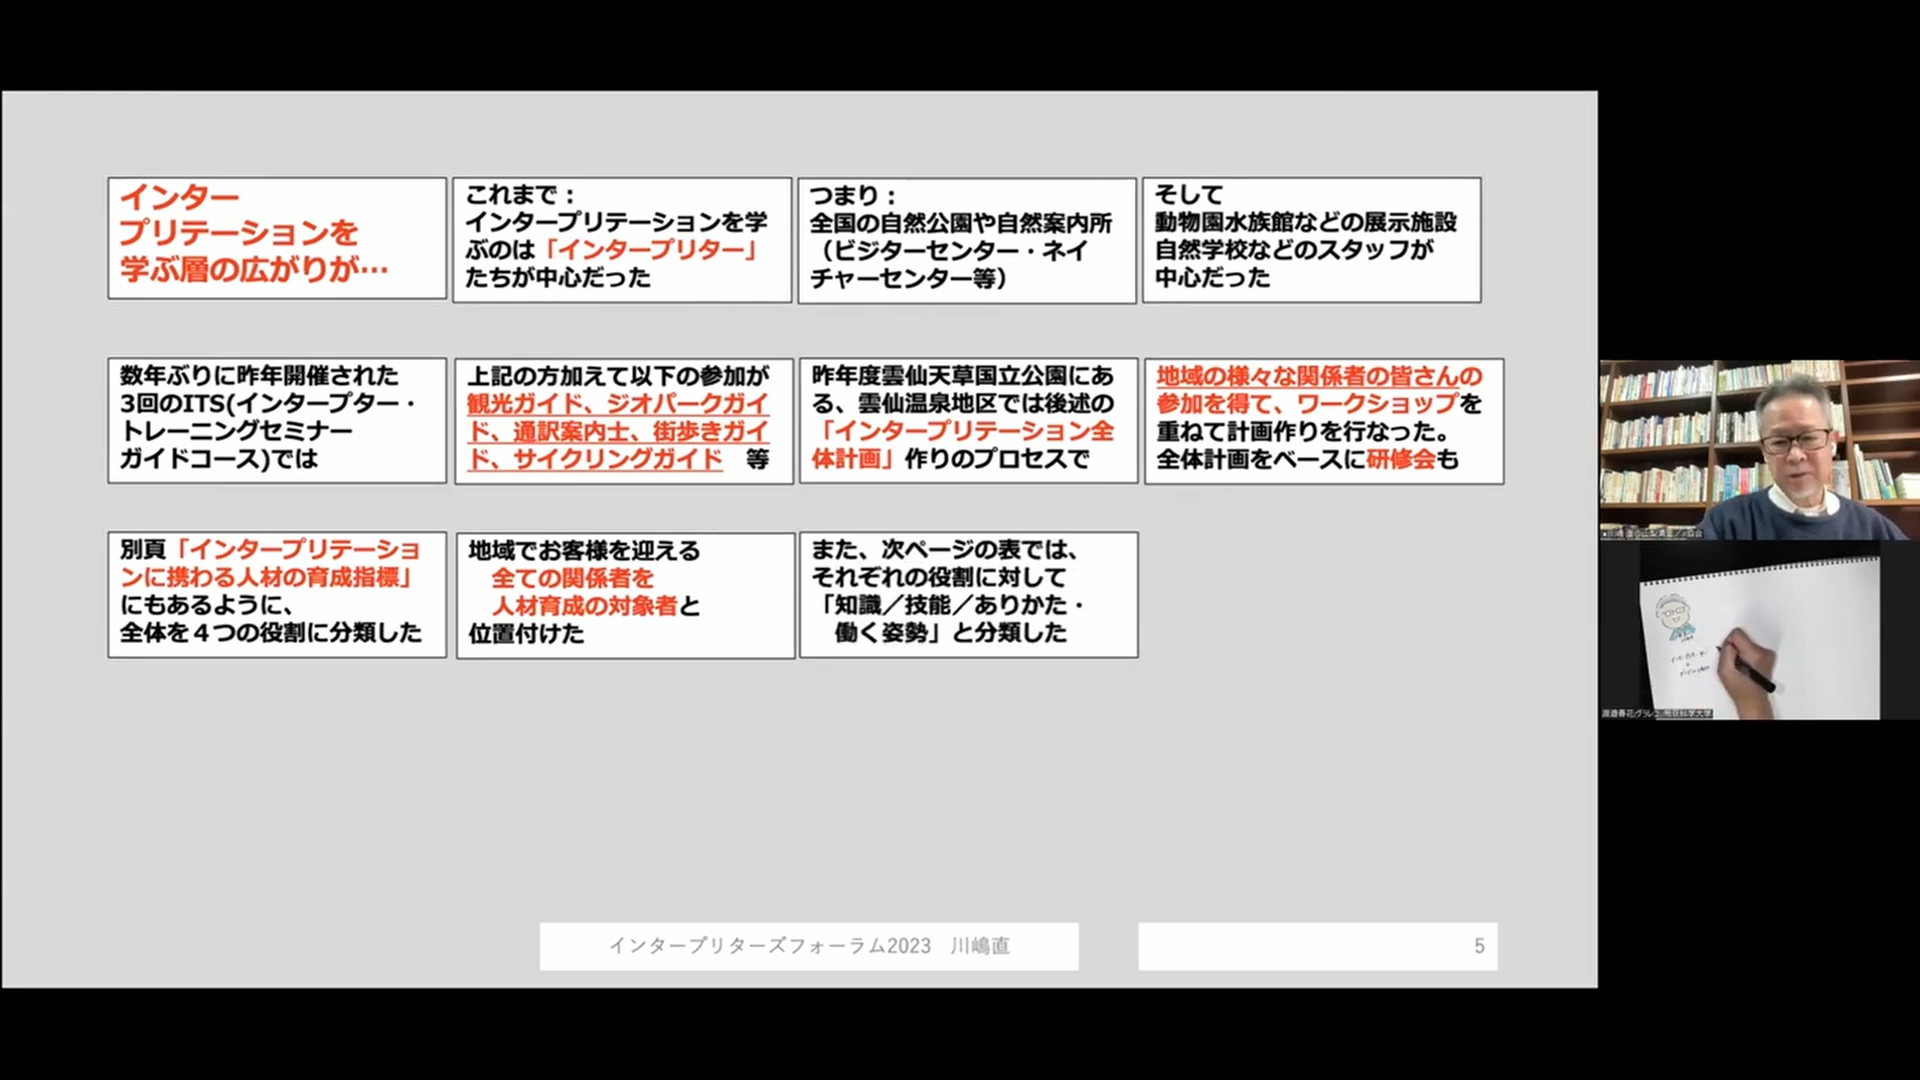 インター
プリテーションを
学ぶ層の広がりが…
これまで：
インタープリテーションを学
ぶのは「インタープリター」
たちが中心だった
つまり：
全国の自然公園や自然案内所
（ビジターセンター・ネイ
チャーセンター等）
そして
動物園水族館などの展示施設
自然学校などのスタッフが
中心だった
数年ぶりに昨年開催された
3回のITS(インタープター・
トレーニングセミナー
ガイドコース)では
上記の方加えて以下の参加が
観光ガイド、ジオパークガイ
ド、通訳案内士、街歩きガイ
ド、サイクリングガイド　等
昨年度雲仙天草国立公園にあ
る、雲仙温泉地区では後述の
「インタープリテーション全
体計画」作りのプロセスで
地域の様々な関係者の皆さんの
参加を得て、ワークショップを
重ねて計画作りを行なった。
全体計画をベースに研修会も
別頁「インタープリテーショ
ンに携わる人材の育成指標」
にもあるように、
全体を４つの役割に分類した
地域でお客様を迎える
全ての関係者を
人材育成の対象者と
位置付けた
また、次ページの表では、
それぞれの役割に対して
「知識／技能／ありかた・
働く姿勢」と分類した
インタープリターズフォーラム2023　川嶋直
5